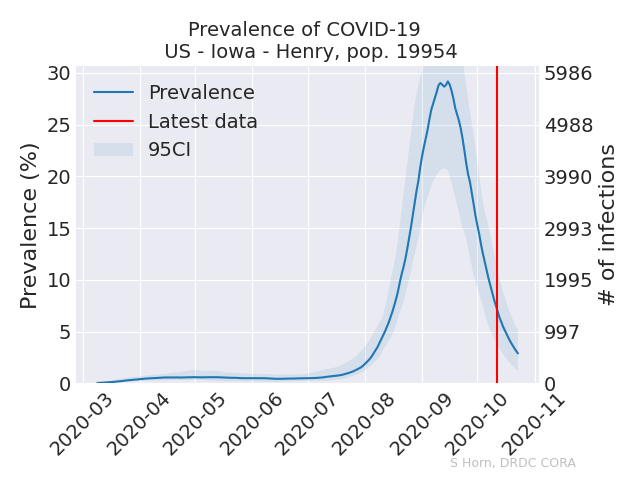 Prevalence of COVID-19
US - Iowa - Henry, pop. 19954
Prevalence (%)
30
25
20
15
10
5
0
Prevalence
Latest data
95CI
5986
4988
3990
2993
1995
997
0
# of infections
2020-03
2020-04
2020-05
2020-06
2020-07
2020-08
2020-09
2020-10
2020-11
S Horn, DRDC CORA